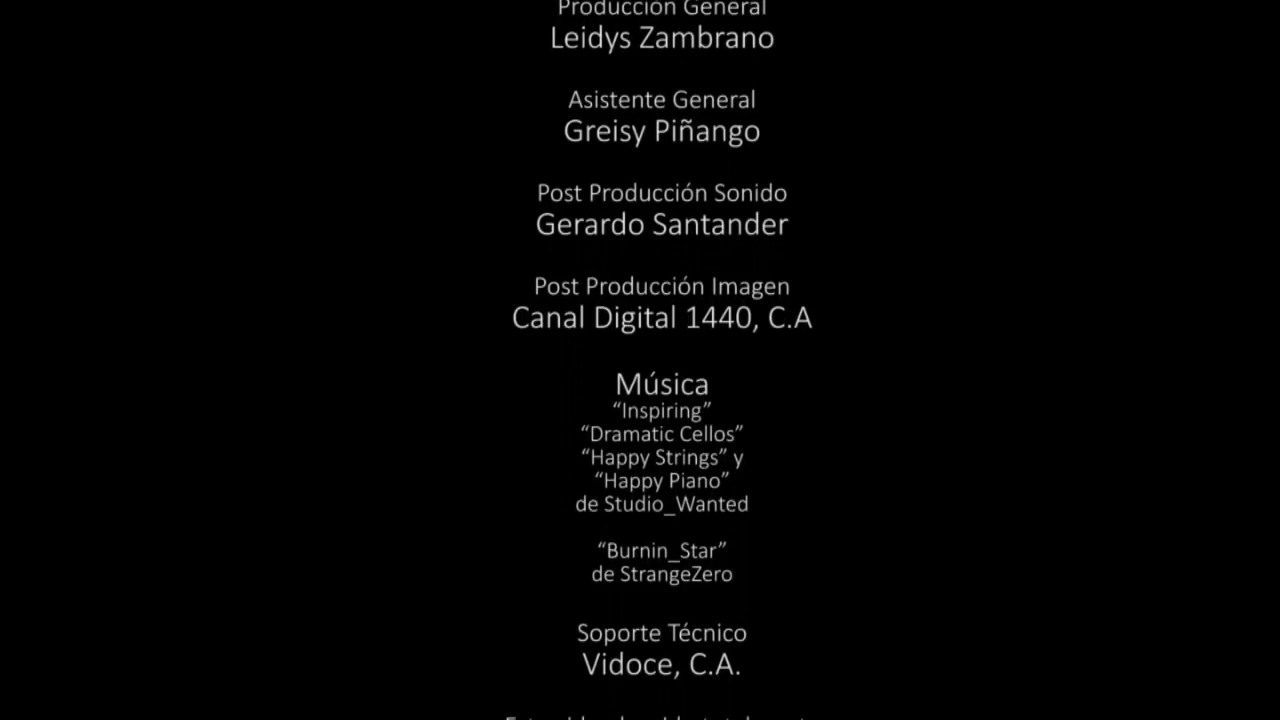 Producción General
Leidys Zambrano
Asistente General
Greisy Piñango
Post Producción Sonido
Gerardo Santander
Post Producción Imagen
Canal Digital 1440, C.A
Música
“Inspiring”
“Dramatic Cellos”
“Happy Strings” y
“Happy Piano”
de Studio_Wanted
“Burnin_Star”
de StrangeZero
Soporte Técnico
Vidoce, C.A.